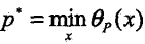 p* = min θ_P(x)
x